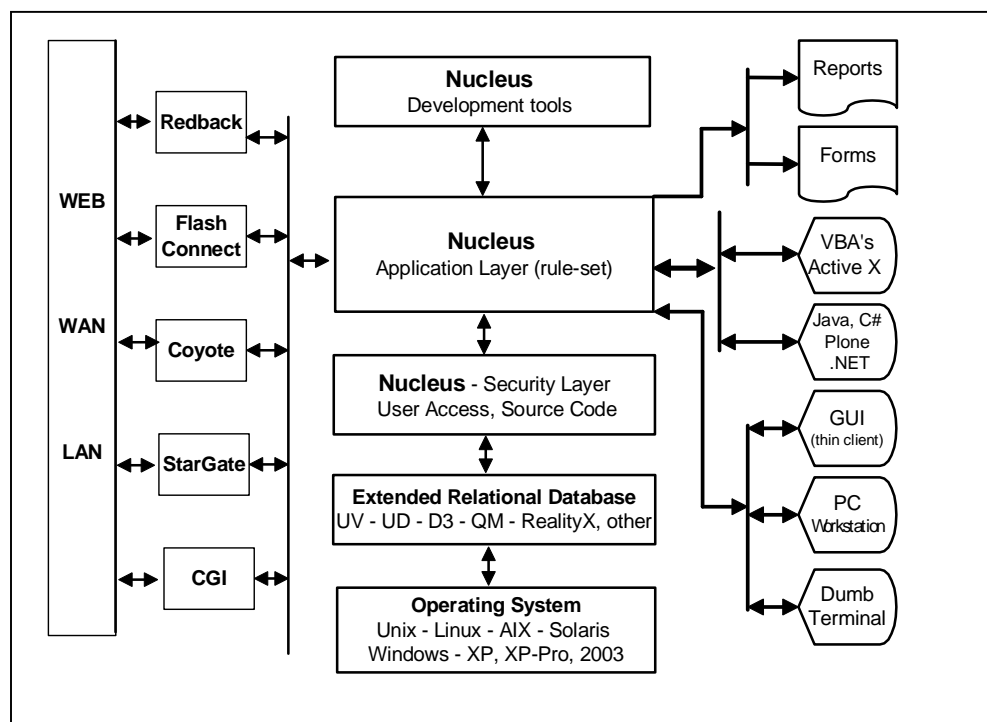 WEB
WAN
LAN
Redback
Flash
Connect
Coyote
StarGate
CGI
Nucleus
Development tools
Nucleus
Application Layer (rule-set)
Nucleus - Security Layer
User Access, Source Code
Extended Relational Database
UV - UD - D3 - QM - RealityX, other
Operating System
Unix - Linux - AIX - Solaris
Windows - XP, XP-Pro, 2003
Reports
Forms
VBA's
Active X
Java, C#
Plone
.NET
GUI
(thin client)
PC
Workstation
Dumb
Terminal